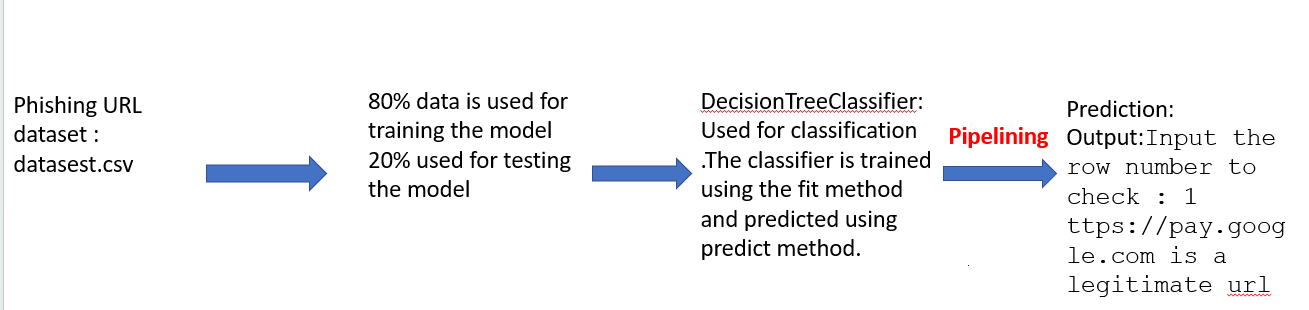 Phishing URL
dataset :
datasest.csv
80% data is used for
training the model
20% used for testing
the model
DecisionTreeClassifier:
Used for classification
.The classifier is trained
using the fit method
and predicted using
predict method.
Pipelining
Prediction:
Output:Input the
row number to
check : 1
ttps://pay.goog
le.com is a
legitimate url